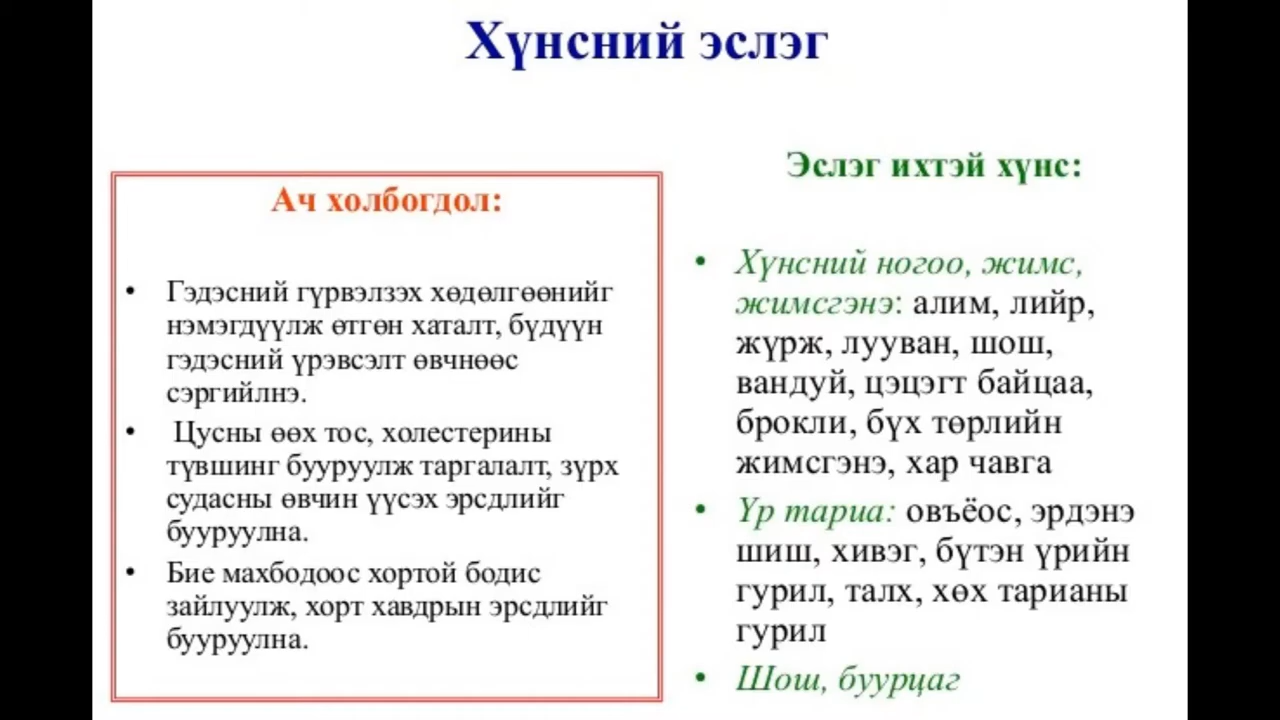 Хүнсний эслэг
Ач холбогдол:
• Гэдэсний гүрвэлзэх хөдөлгөөнийг
нэмэгдүүлж өтгөн хаталт, бүдүүн
гэдэсний үрэвсэлт өвчнөөс
сэргийлнэ.
• Цусны өөх тос, холестерины
түвшинг бууруулж таргалалт, зүрх
судасны өвчин үүсэх эрсдлийг
бууруулна.
• Бие махбодоос хортой бодис
зайлуулж, хорт хавдрын эрсдлийг
бууруулна.
Эслэг ихтэй хүнс:
• Хүнсний ногоо, жимс,
жимсгэнэ: алим, лийр,
жүрж, лууван, шош,
вандуй, цэцэгт байцаа,
брокли, бүх төрлийн
жимсгэнэ, хар чавга
• Үр тариа: овъёос, эрдэнэ
шиш, хивэг, бүтэн үрийн
гурил, талх, хөх тарианы
гурил
• Шош, буурцаг